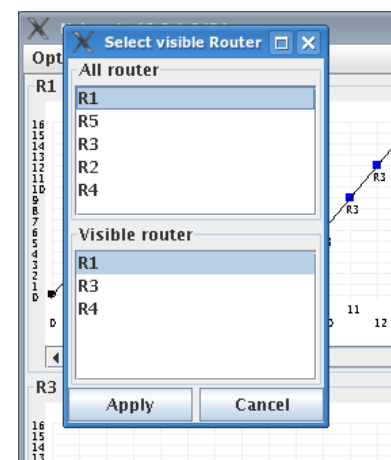 Select visible Router
Opt
R1
All router
R1
R5
R3
R2
R4
Visible router
R1
R3
R4
Apply
Cancel
16
15
14
13
12
11
10
9
8
7
6
5
4
3
2
1
0
R3
R3
11
12
R3
16
15
14
13